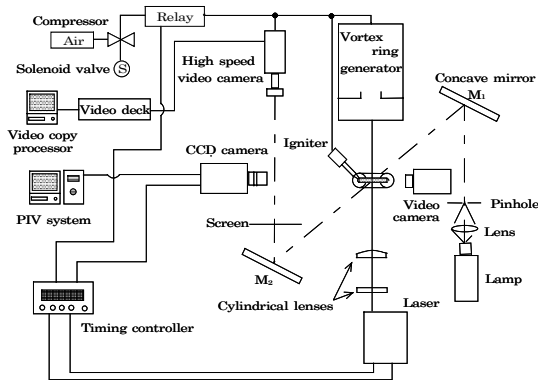 Compressor
Relay
Air
Solenoid valve
S
High speed
video camera
Vortex
ring
generator
Concave mirror
M1
Video deck
Video copy
processor
Igniter
CCD camera
PIV system
Video
camera
Pinhole
Screen
Lens
M2
Lamp
Cylindrical lenses
Laser
Timing controller